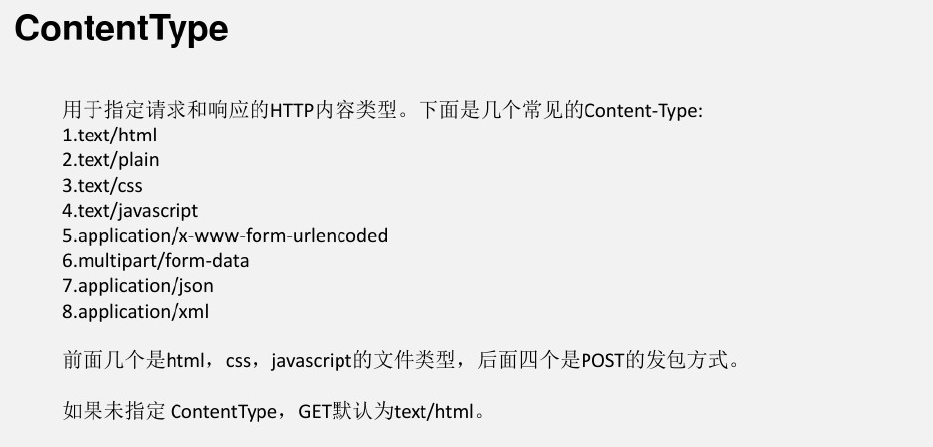 ContentType
用于指定请求和响应的HTTP内容类型。下面是几个常见的Content-Type:
1.text/html
2.text/plain
3.text/css
4.text/javascript
5.application/x-www-form-urlencoded
6.multipart/form-data
7.application/json
8.application/xml
前面几个是html，css，javascript的文件类型，后面四个是POST的发包方式。
如果未指定 ContentType，GET默认为text/html。